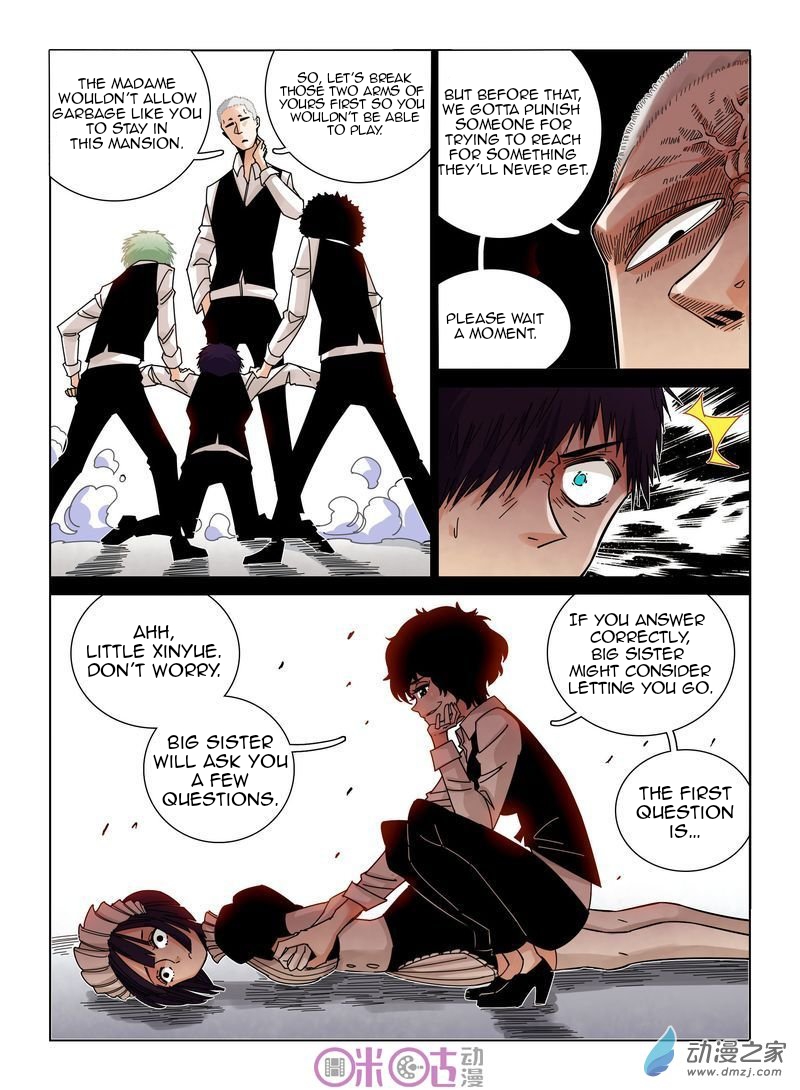 THE MADAME
WOULDN'T ALLOW
GARBAGE LIKE YOU
TO STAY IN
THIS MANSION.
SO, LET'S BREAK
THOSE TWO ARMS OF
YOURS FIRST SO YOU
WOULDN'T BE ABLE
TO PLAY.
BUT BEFORE THAT,
WE GOTTA PUNISH
SOMEONE FOR
TRYING TO REACH
FOR SOMETHING
THEY'LL NEVER GET.
PLEASE WAIT
A MOMENT.
AHH,
LITTLE XINYUE.
DON'T WORRY.
BIG SISTER
WILL ASK YOU
A FEW
QUESTIONS.
IF YOU ANSWER
CORRECTLY,
BIG SISTER
MIGHT CONSIDER
LETTING YOU GO.
THE FIRST
QUESTION
IS...
咪咕动漫
动漫之家
www.dmzj.com